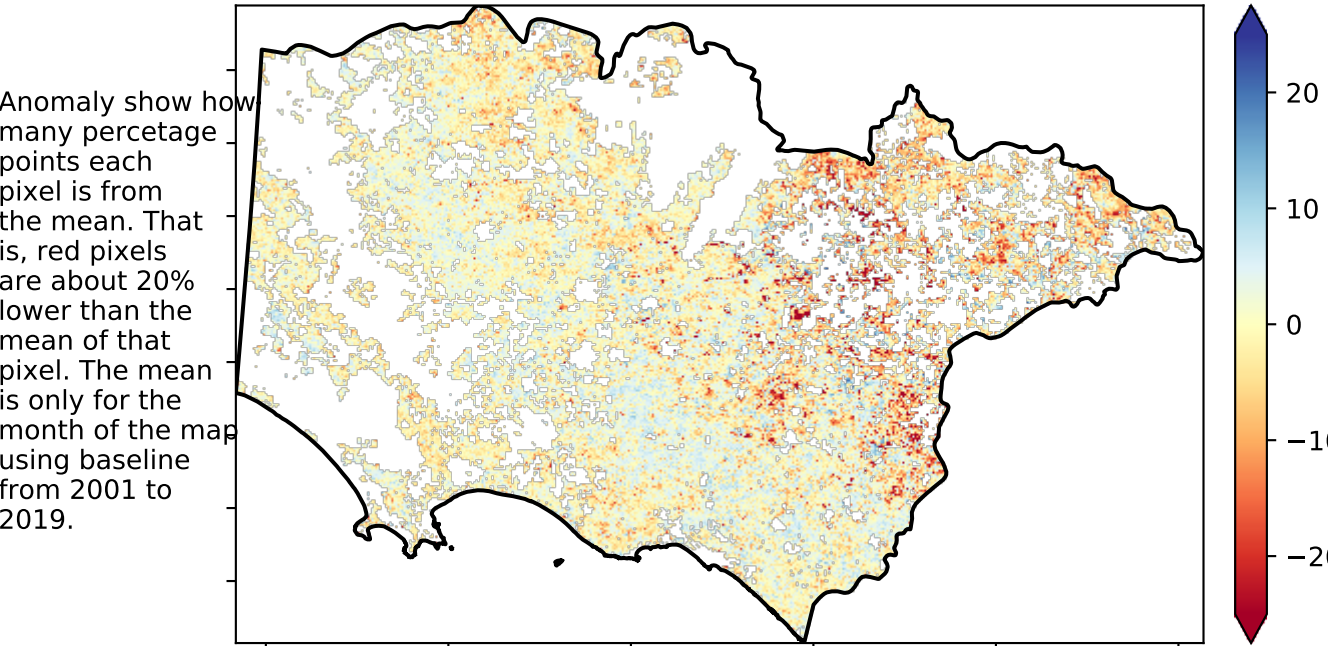 Anomaly show how
many percetage
points each
pixel is from
the mean. That
is, red pixels
are about 20%
lower than the
mean of that
pixel. The mean
is only for the
month of the map
using baseline
from 2001 to
2019.
20
10
0
−10
−20